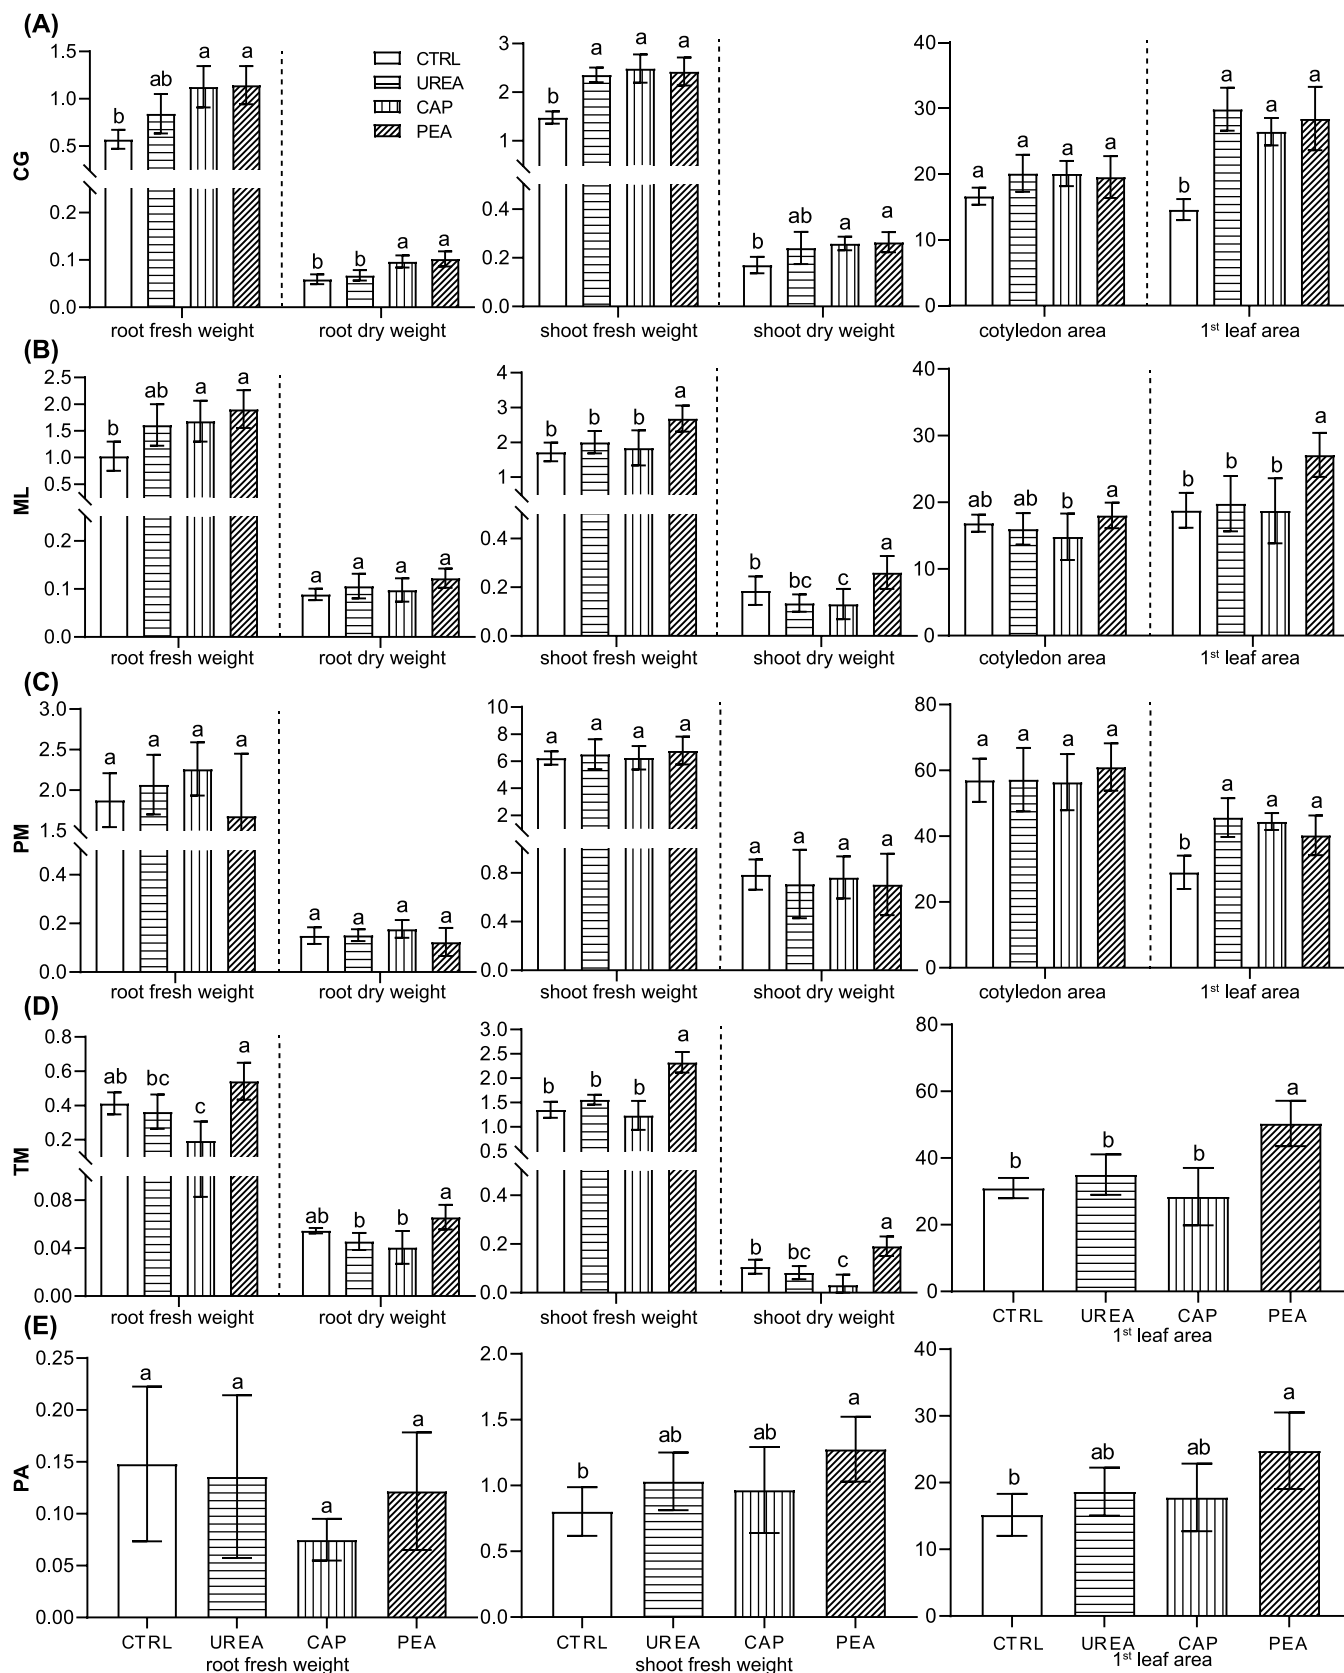 (A)
CG
1.5
1.0
0.5
0.2
0.1
0.0
b
ab
a
a
b
b
a
a
root fresh weight
root dry weight
CTRL
UREA
CAP
PEA
3
2
1
0.4
0.2
0.0
b
a
a
a
b
ab
a
a
shoot fresh weight
shoot dry weight
40
30
20
10
0
a
a
a
a
b
a
a
a
cotyledon area
1st leaf area
(B)
ML
2.5
2.0
1.5
1.0
0.5
0.2
0.1
0.0
b
ab
a
a
a
a
a
a
root fresh weight
root dry weight
4
3
2
1
0.4
0.2
0.0
b
b
b
a
b
bc
c
a
shoot fresh weight
shoot dry weight
40
30
20
10
0
ab
ab
b
a
b
b
b
a
cotyledon area
1st leaf area
(C)
PM
3.0
2.5
2.0
1.5
0.4
0.2
0.0
a
a
a
a
a
a
a
a
root fresh weight
root dry weight
10
8
6
4
2
0.8
0.4
0.0
a
a
a
a
a
a
a
a
shoot fresh weight
shoot dry weight
80
60
40
20
0
a
a
a
a
b
a
a
a
cotyledon area
1st leaf area
(D)
TM
0.8
0.6
0.4
0.2
0.08
0.04
0.00
ab
bc
c
a
ab
b
b
a
root fresh weight
root dry weight
3.0
2.5
2.0
1.5
1.0
0.5
0.4
0.2
0.0
b
b
b
a
b
bc
c
a
shoot fresh weight
shoot dry weight
80
60
40
20
0
b
b
b
a
CTRL
UREA
CAP
PEA
1st leaf area
(E)
PA
0.25
0.20
0.15
0.10
0.05
0.00
a
a
a
a
CTRL
UREA
CAP
PEA
root fresh weight
2.0
1.5
1.0
0.5
0.0
b
ab
ab
a
CTRL
UREA
CAP
PEA
shoot fresh weight
40
30
20
10
0
b
ab
ab
a
CTRL
UREA
CAP
PEA
1st leaf area